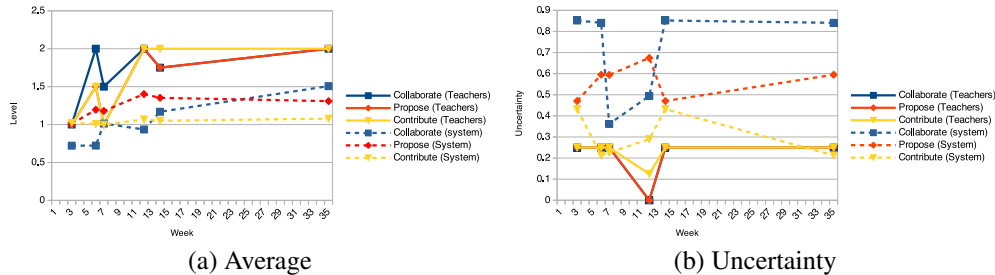 2.5
2
1.5
1
0.5
0
Level
1 3 5 7 9 11 13 15 17 19 21 23 25 27 29 31 33 35
Week
Collaborate (Teachers)
Propose (Teachers)
Contribute (Teachers)
Collaborate (system)
Propose (System)
Contribute (System)
(a) Average
0.9
0.8
0.7
0.6
0.5
0.4
0.3
0.2
0.1
0
Uncertainty
1 3 5 7 9 11 13 15 17 19 21 23 25 27 29 31 33 35
Week
Collaborate (Teachers)
Propose (Teachers)
Contribute (Teachers)
Collaborate (system)
Propose (System)
Contribute (System)
(b) Uncertainty